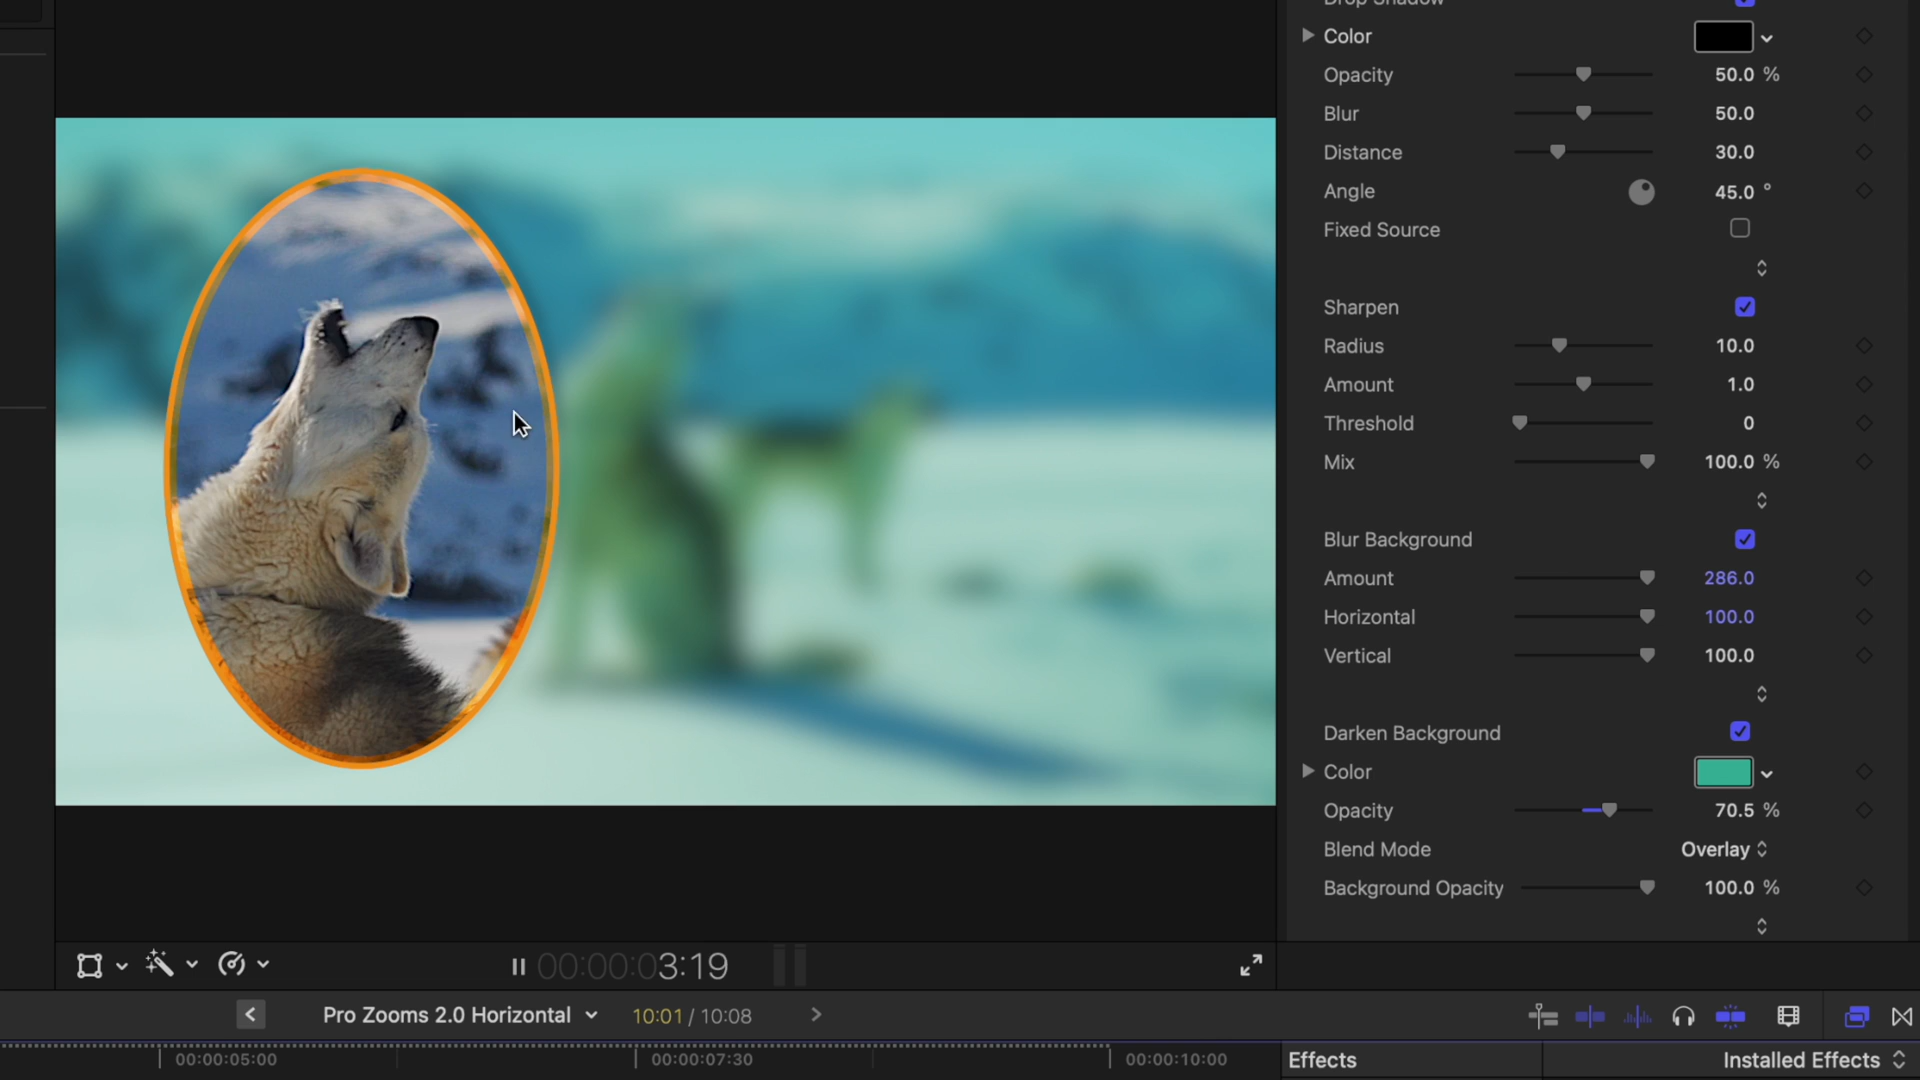 Drop Shadow
Color
Opacity 50.0 %
Blur 50.0
Distance 30.0
Angle 45.0 °
Fixed Source
Sharpen
Radius 10.0
Amount 1.0
Threshold 0
Mix 100.0 %
Blur Background
Amount 286.0
Horizontal 100.0
Vertical 100.0
Darken Background
Color
Opacity 70.5 %
Blend Mode Overlay
Background Opacity 100.0 %
00:00:03:19
Pro Zooms 2.0 Horizontal 10:01 / 10:08
00:00:05:00 00:00:07:30 00:00:10:00
Effects Installed Effects